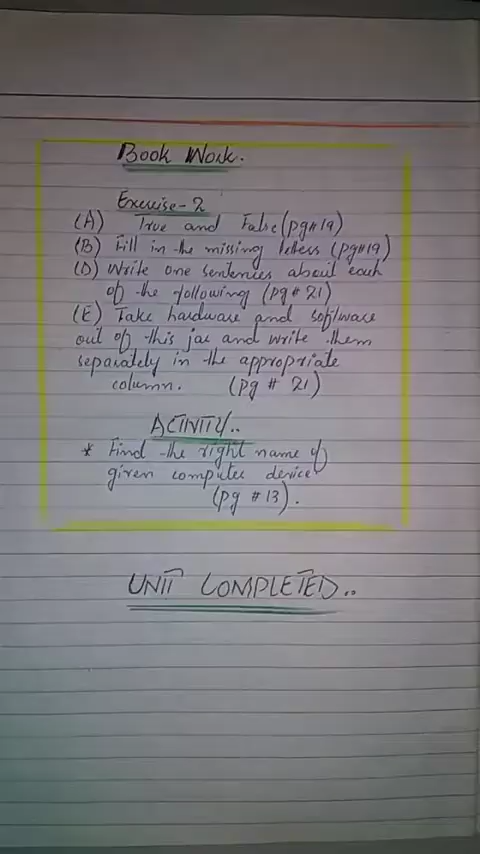 Book Work.
Exercise-2
(A) True and False (pg#19)
(B) Fill in the missing letters (pg#19)
(D) Write one sentences about each
of the following (pg # 21)
(E) Take hardware and software
out of this jar and write them
separately in the appropriate
column. (pg # 21)
ACTIVITY..
* Find the right name of
given computer device
(pg #13).
UNIT COMPLETED..